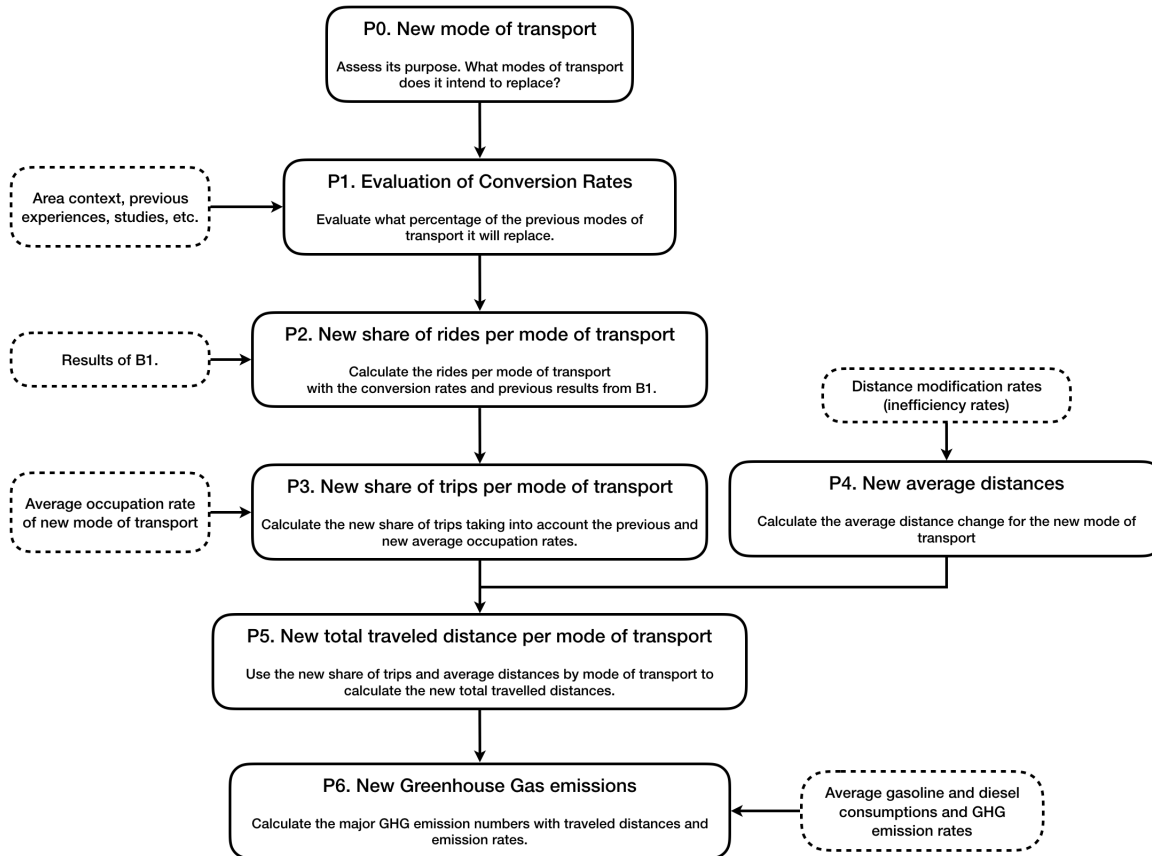 P0. New mode of transport
Assess its purpose. What modes of transport
does it intend to replace?
Area context, previous
experiences, studies, etc.
P1. Evaluation of Conversion Rates
Evaluate what percentage of the previous modes of
transport it will replace.
Results of B1.
P2. New share of rides per mode of transport
Calculate the rides per mode of transport
with the conversion rates and previous results from B1.
Distance modification rates
(inefficiency rates)
Average occupation rate
of new mode of transport
P3. New share of trips per mode of transport
Calculate the new share of trips taking into account the previous and
new average occupation rates.
P4. New average distances
Calculate the average distance change for the new mode of
transport
P5. New total traveled distance per mode of transport
Use the new share of trips and average distances by mode of transport to
calculate the new total travelled distances.
P6. New Greenhouse Gas emissions
Calculate the major GHG emission numbers with traveled distances and
emission rates.
Average gasoline and diesel
consumptions and GHG
emission rates